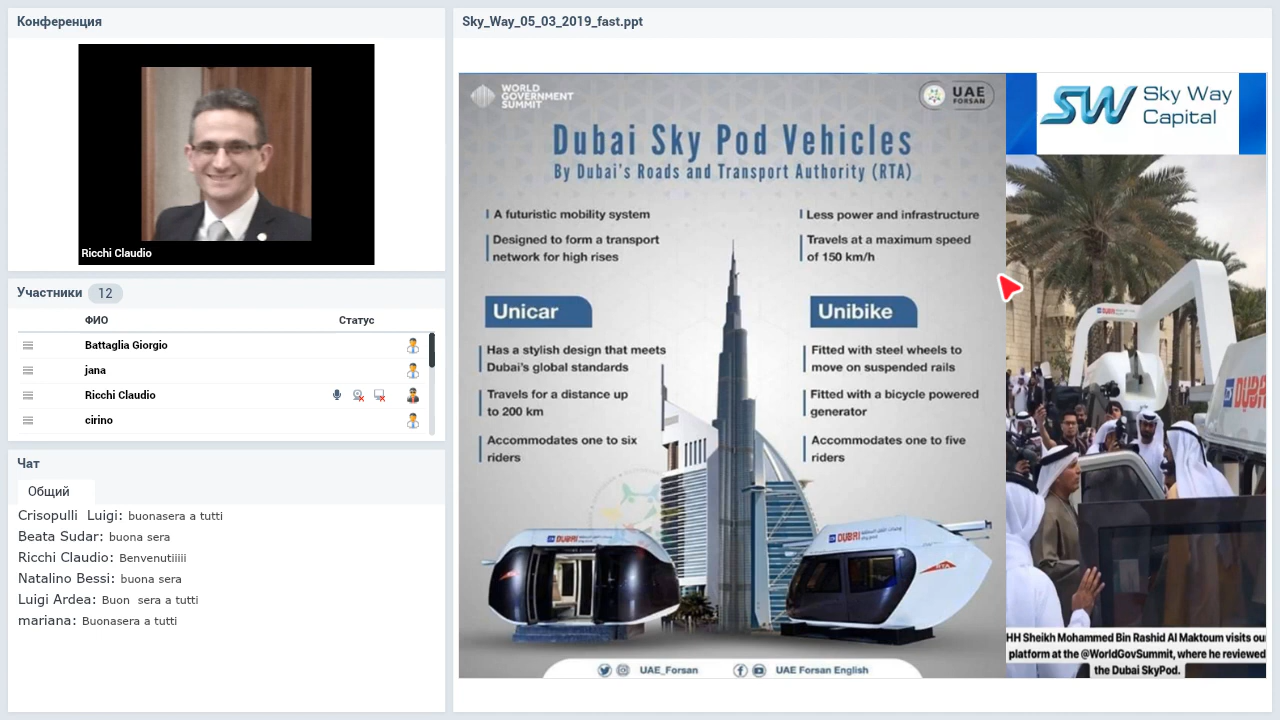 Конференция
Ricchi Claudio
Участники 12
ФИО Статус
Battaglia Giorgio
jana
Ricchi Claudio
cirino
Чат
Общий
Crisopulli Luigi: buonasera a tutti
Beata Sudar: buona sera
Ricchi Claudio: Benvenutiiiii
Natalino Bessi: buona sera
Luigi Ardea: Buon sera a tutti
mariana: Buonasera a tutti
Sky_Way_05_03_2019_fast.ppt
WORLD
GOVERNMENT
SUMMIT
UAE
FORSAN
Dubai Sky Pod Vehicles
By Dubai's Roads and Transport Authority (RTA)
A futuristic mobility system
Designed to form a transport
network for high rises
Less power and infrastructure
Travels at a maximum speed
of 150 km/h
Unicar
Has a stylish design that meets
Dubai's global standards
Travels for a distance up
to 200 km
Accommodates one to six
riders
Unibike
Fitted with steel wheels to
move on suspended rails
Fitted with a bicycle powered
generator
Accommodates one to five
riders
DUBAI
DUBAI
RTA
UAE_Forsan
UAE Forsan English
SW Sky Way
Capital
DUBAI
DUBAI
HH Sheikh Mohammed Bin Rashid Al Maktoum visits ou
platform at the @WorldGovSummit, where he reviewed
the Dubai SkyPod.